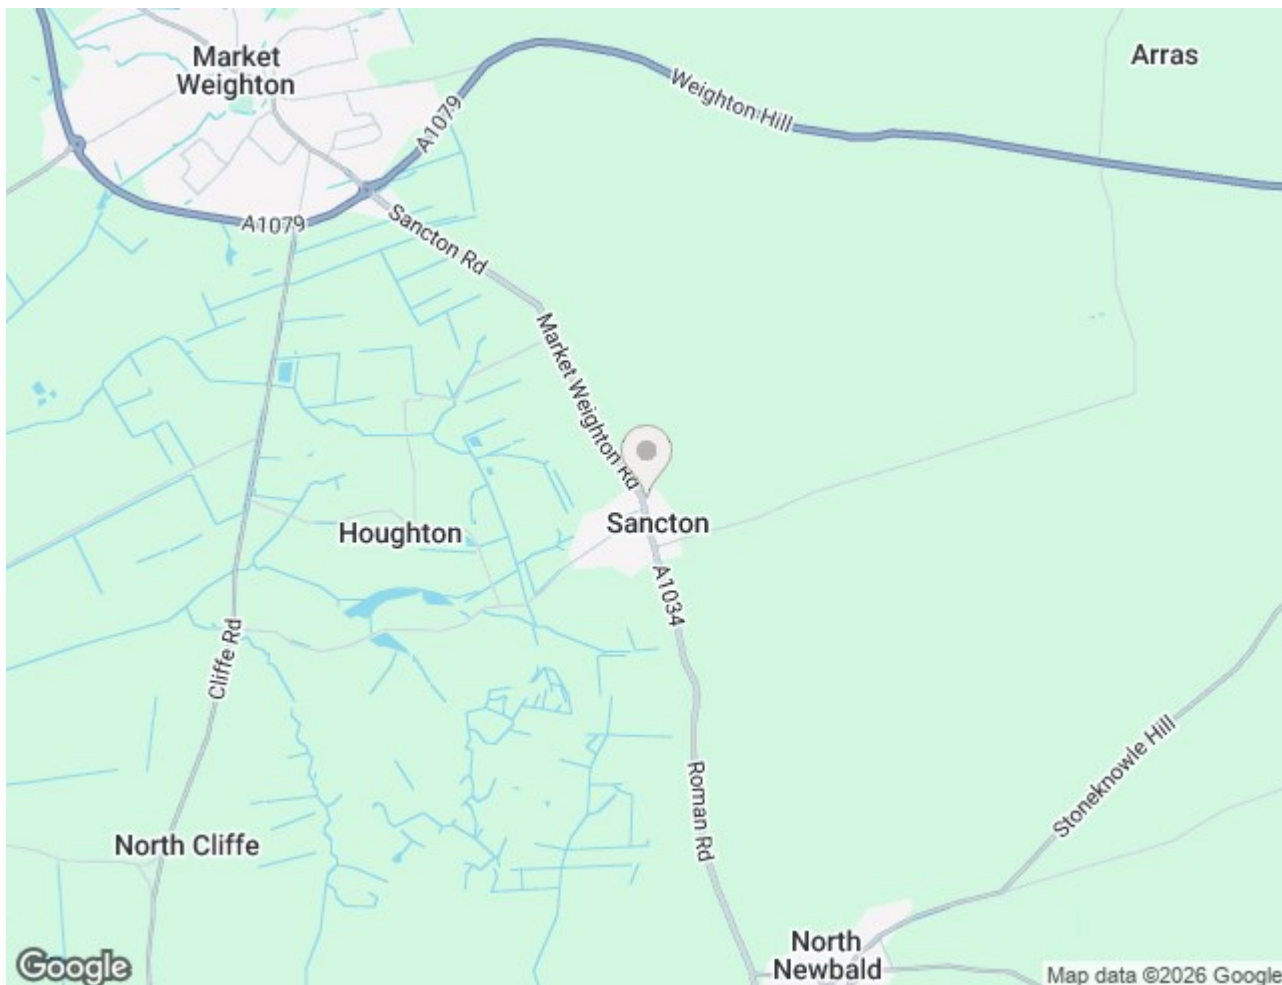 Market
Weighton
Arras
Weighton Hill
A1079
A1079
Sancton Rd
Market Weighton Rd
Sancton
Houghton
A1034
Cliffe Rd
Stoneknowle Hill
Roman Rd
North Cliffe
North
Newbald
Google
Map data ©2026 Google